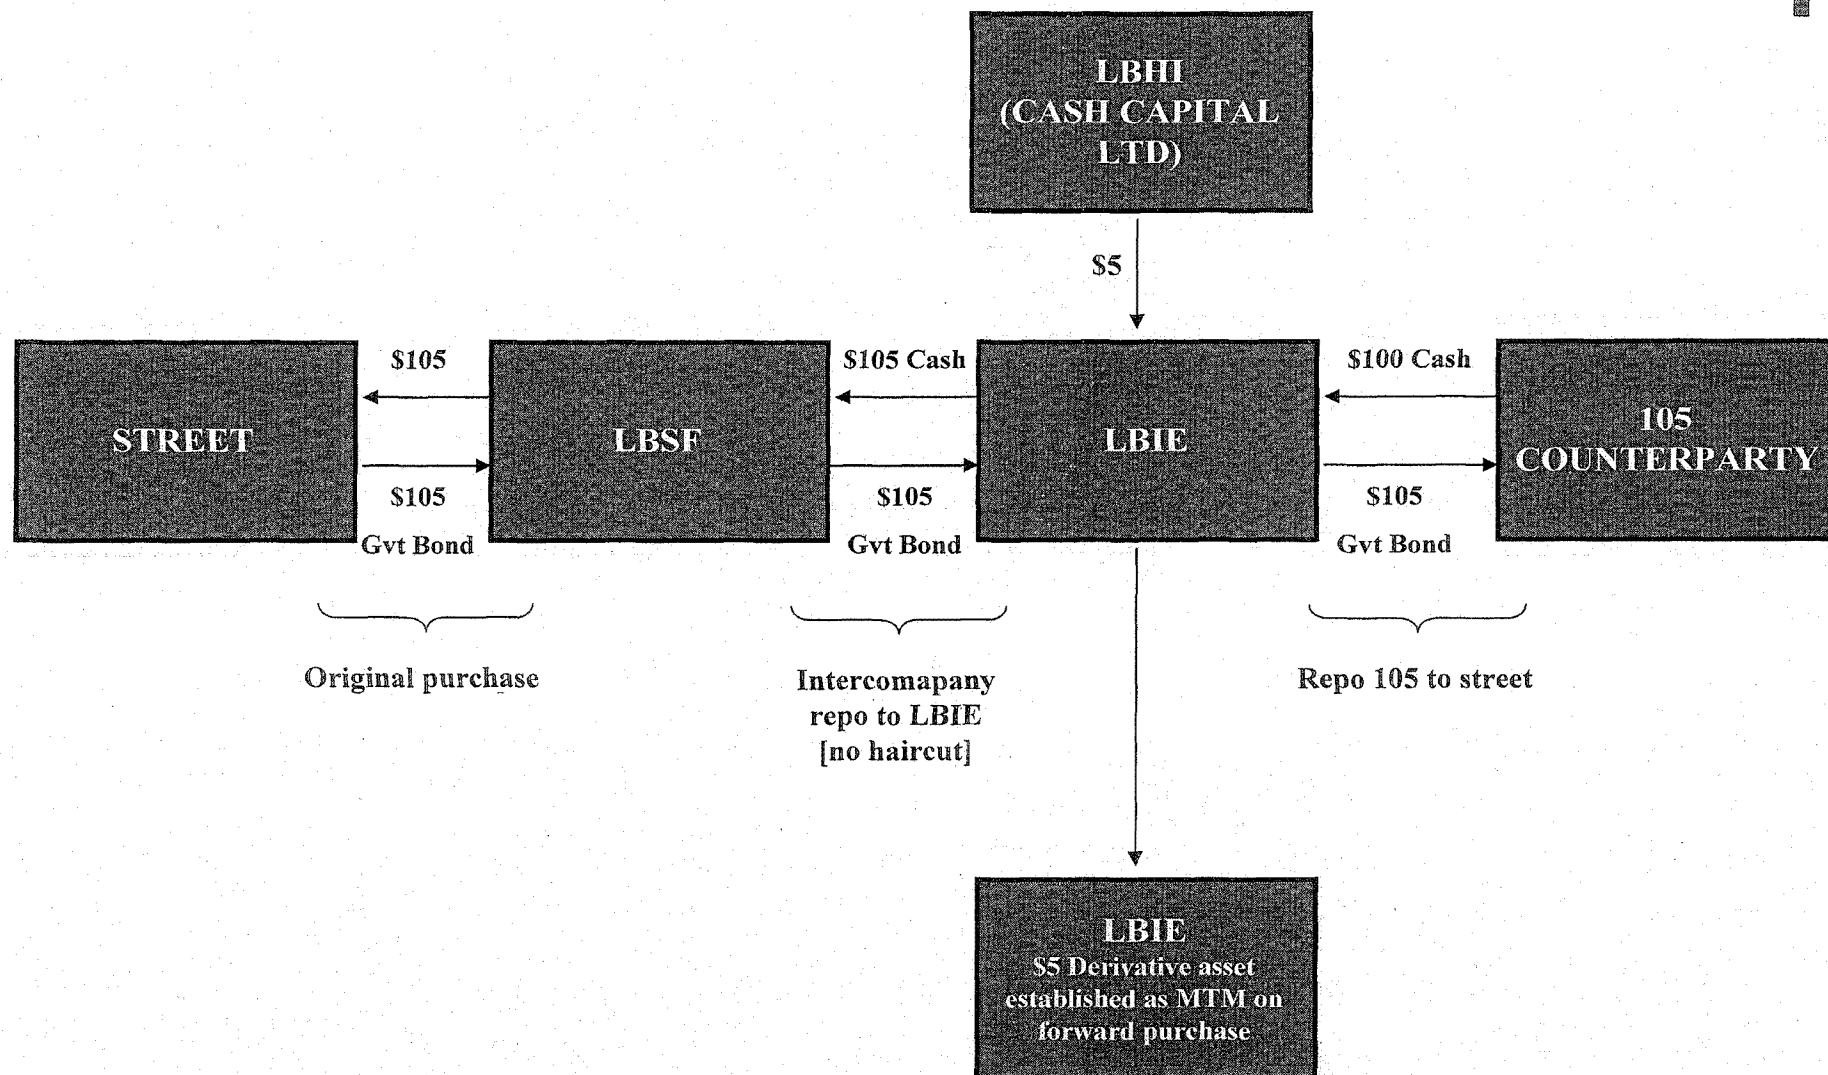 LBHI
(CASH CAPITAL
LTD)
$5
$105
$105 Cash
$100 Cash
STREET
LBSF
LBIE
105
COUNTERPARTY
$105
Gvt Bond
$105
Gvt Bond
$105
Gvt Bond
Original purchase
Intercomapany
repo to LBIE
[no haircut]
Repo 105 to street
LBIE
$5 Derivative asset
established as MTM on
forward purchase